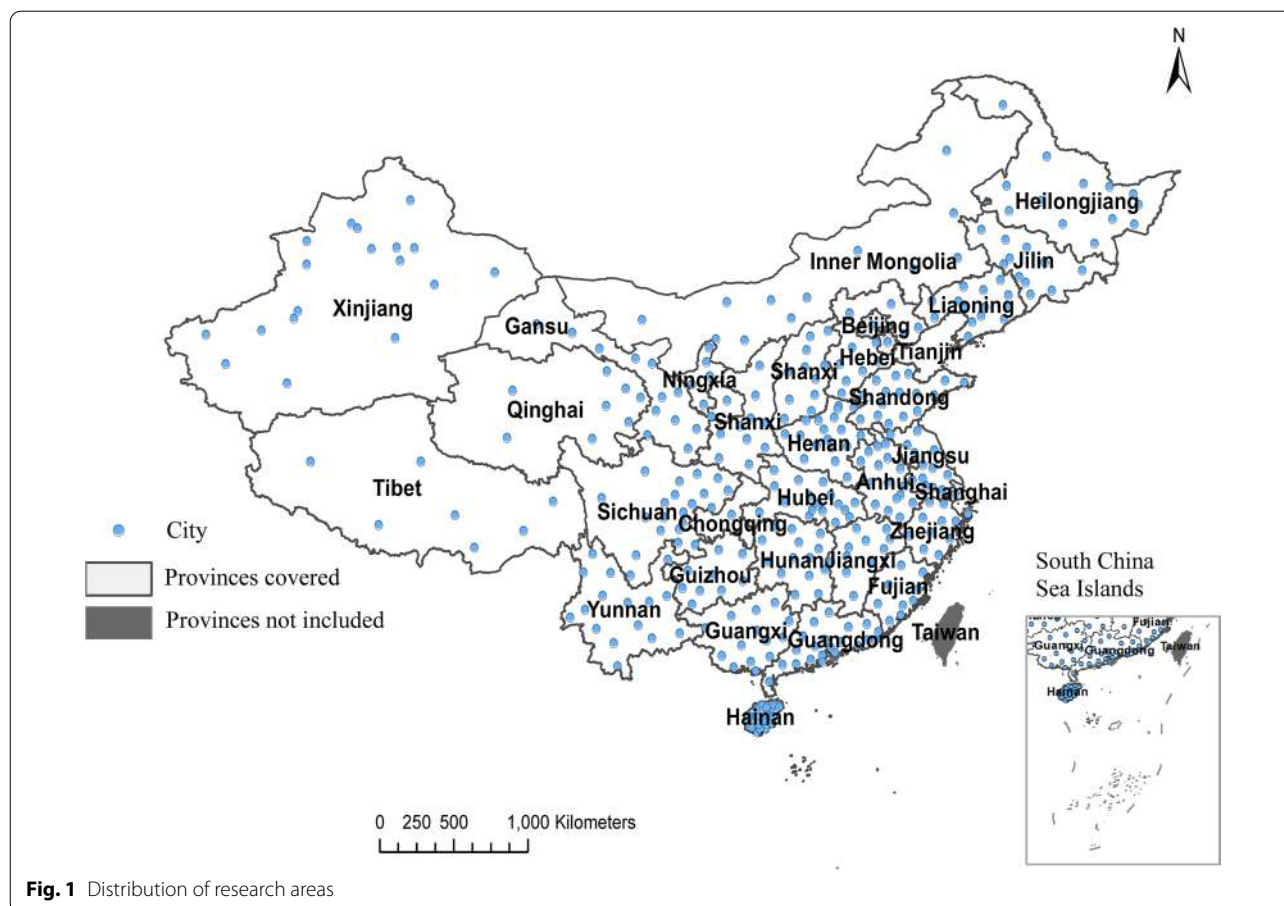 N
Heilongjiang
Inner Mongolia
Jilin
Xinjiang
Liaoning
Gansu
Beijing
Hebei
Tianjin
Ningxia
Shanxi
Shandong
Qinghai
Shanxi
Henan
Jiangsu
Tibet
Anhui
Hubei
Shanghai
Sichuan
Chongqing
Zhejiang
City
Hunan
Jiangxi
Guizhou
Fujian
Provinces covered
Yunnan
Provinces not included
Guangxi
Guangdong
Taiwan
Hainan
South China
Sea Islands
Fujian
Guangxi
Guangdong
Taiwan
Hainan
0 250 500 1,000 Kilometers
Fig. 1 Distribution of research areas